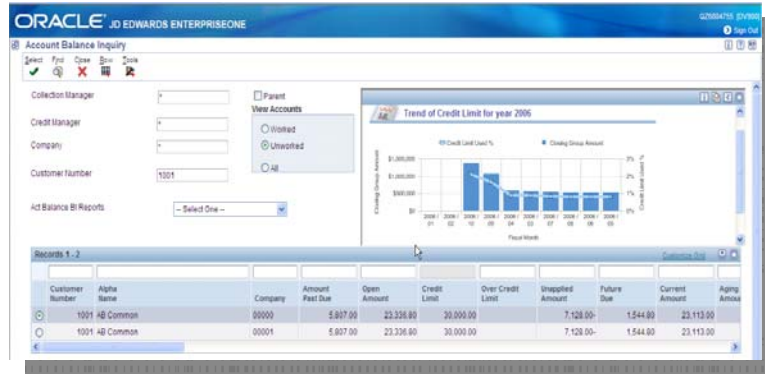 ORACLE JD EDWARDS ENTERPRISEONE
Sign Out
Account Balance Inquiry
Select Find Close Row Tools
Collection Manager *
Parent
View Accounts
Credit Manager *
Worked
Company *
Unworked
Customer Number 1001
All
Act Balance BI Reports -- Select One --
Trend of Credit Limit for year 2006
Credit Limit Used % Closing Group Amount
Closing Group Amount
Credit Limit Used %
Fiscal Month
Records 1 - 2 Customize Grid
Customer Number Alpha Name Company Amount Past Due Open Amount Credit Limit Over Credit Limit Unapplied Amount Future Due Current Amount Aging
1001 AB Common 00000 5,807.00 23,336.80 30,000.00 7,128.00- 1,544.80 23,113.00
1001 AB Common 00001 5,807.00 23,336.80 30,000.00 7,128.00- 1,544.80 23,113.00